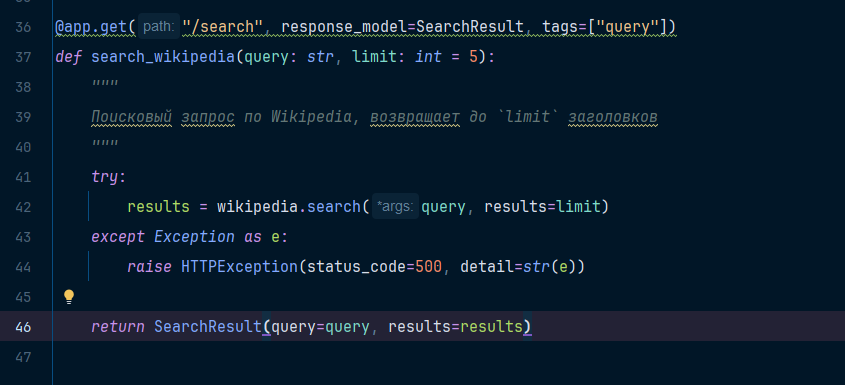 36 @app.get( path: "/search", response_model=SearchResult, tags=["query"])
37 def search_wikipedia(query: str, limit: int = 5):
38     """
39     Поисковый запрос по Wikipedia, возвращает до `limit` заголовков
40     """
41     try:
42         results = wikipedia.search( *args: query, results=limit)
43     except Exception as e:
44         raise HTTPException(status_code=500, detail=str(e))
45
46     return SearchResult(query=query, results=results)
47